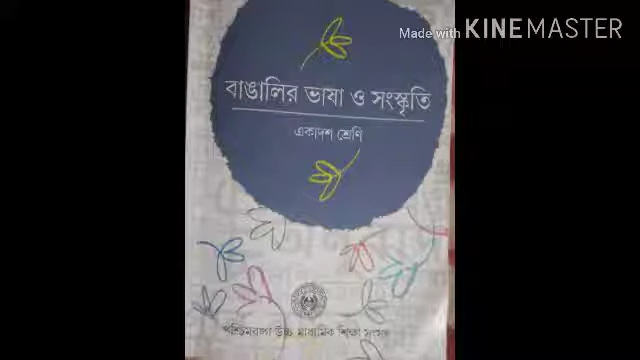 Made with KINEMASTER
বাঙালির ভাষা ও সংস্কৃতি
একাদশ শ্রেণি
পশ্চিমবঙ্গ উচ্চ মাধ্যমিক শিক্ষা সংসদ